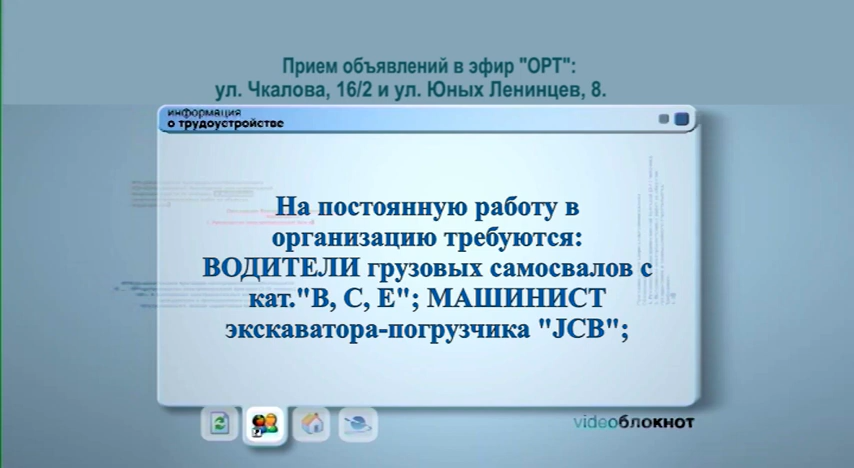 Прием объявлений в эфир "ОРТ":
ул. Чкалова, 16/2 и ул. Юных Ленинцев, 8.
информация
о трудоустройстве
На постоянную работу в
организацию требуются:
ВОДИТЕЛИ грузовых самосвалов с
кат."В, С, Е"; МАШИНИСТ
экскаватора-погрузчика "JCB";
videoблокнот